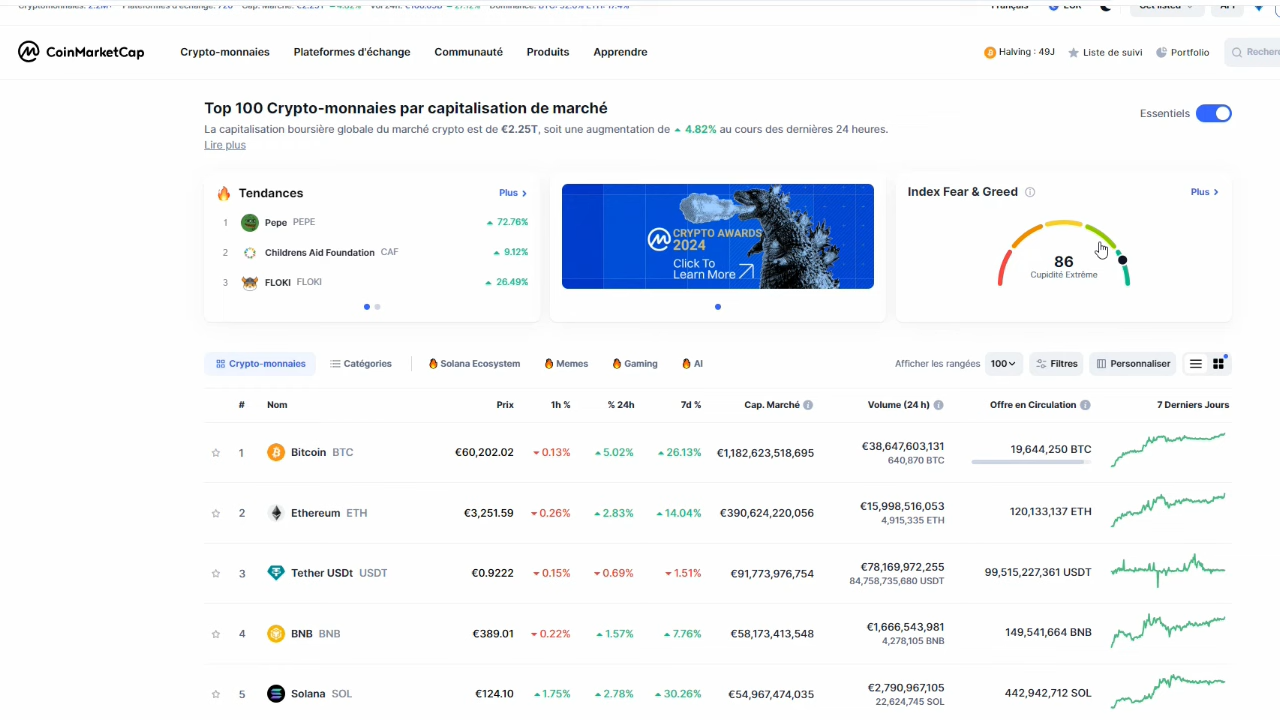 CoinMarketCap Crypto-monnaies Plateformes d'échange Communauté Produits Apprendre Halving : 49J Liste de suivi Portfolio
Top 100 Crypto-monnaies par capitalisation de marché
Essentiels
La capitalisation boursière globale du marché crypto est de €2.25T, soit une augmentation de 4.82% au cours des dernières 24 heures.
Lire plus
Tendances Plus
1 Pepe PEPE 72.76%
2 Childrens Aid Foundation CAF 9.12%
3 FLOKI FLOKI 26.49%
CRYPTO AWARDS
2024
Click To
Learn More
Index Fear & Greed Plus
86
Cupidité Extrême
Crypto-monnaies Catégories Solana Ecosystem Memes Gaming AI Afficher les rangées 100 Filtres Personnaliser
# Nom Prix 1h % % 24h 7d % Cap. Marché Volume (24 h) Offre en Circulation 7 Derniers Jours
1 Bitcoin BTC €60,202.02 0.13% 5.02% 26.13% €1,182,623,518,695 €38,647,603,131 19,644,250 BTC
640,870 BTC
2 Ethereum ETH €3,251.59 0.26% 2.83% 14.04% €390,624,220,056 €15,998,516,053 120,133,137 ETH
4,915,335 ETH
3 Tether USDt USDT €0.9222 0.15% 0.69% 1.51% €91,773,976,754 €78,169,972,255 99,515,227,361 USDT
84,758,735,680 USDT
4 BNB BNB €389.01 0.22% 1.57% 7.76% €58,173,413,548 €1,666,543,981 149,541,664 BNB
4,278,105 BNB
5 Solana SOL €124.10 1.75% 2.78% 30.26% €54,967,474,035 €2,790,967,105 442,942,712 SOL
22,624,745 SOL